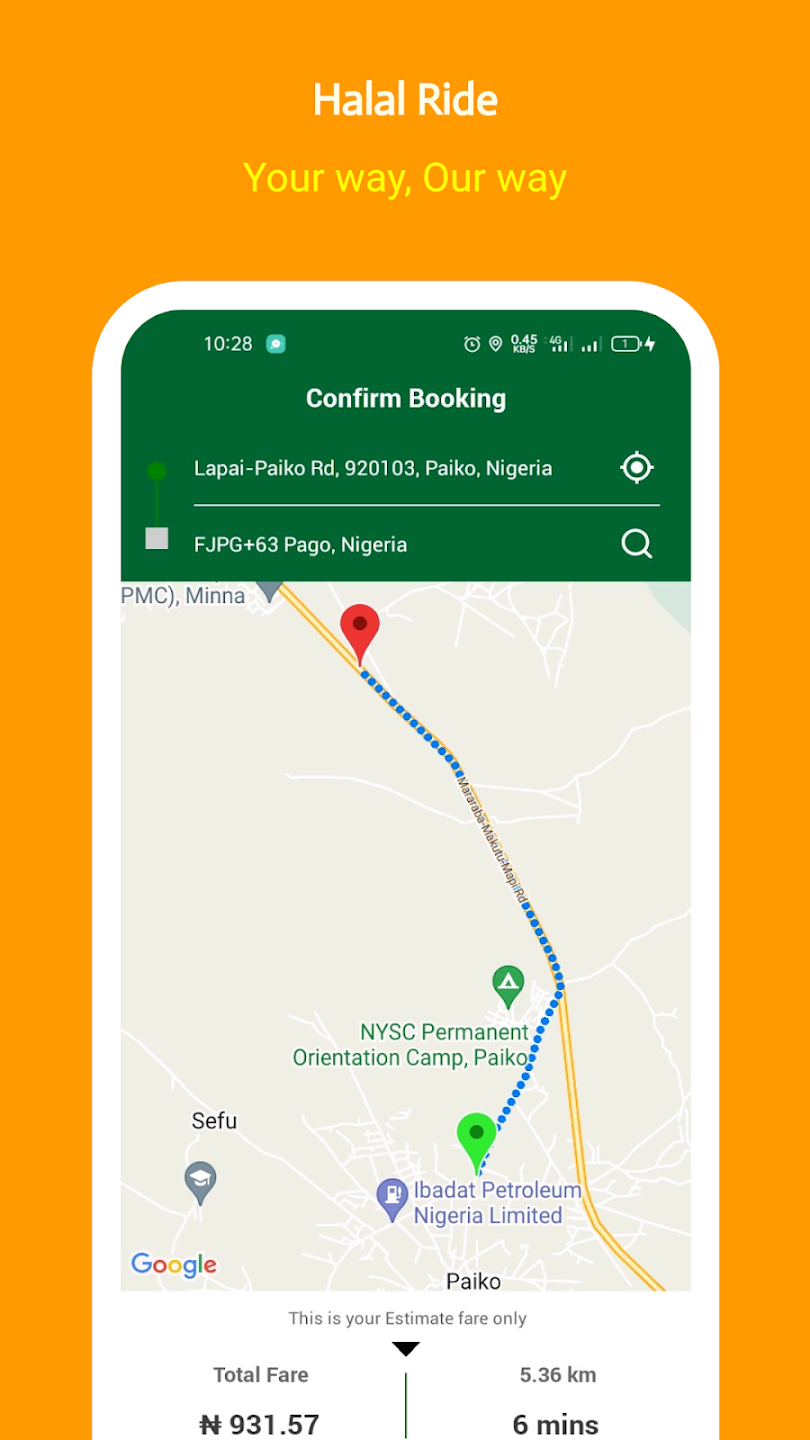 Halal Ride
Your way, Our way
10:28
0.45
KB/S
4G
1
Confirm Booking
Lapai-Paiko Rd, 920103, Paiko, Nigeria
FJPG+63 Pago, Nigeria
PMC), Minna
Mararaba-Makutu-Mapi Rd
NYSC Permanent
Orientation Camp, Paiko
Sefu
Ibadat Petroleum
Nigeria Limited
Google
Paiko
This is your Estimate fare only
Total Fare
5.36 km
₦ 931.57
6 mins